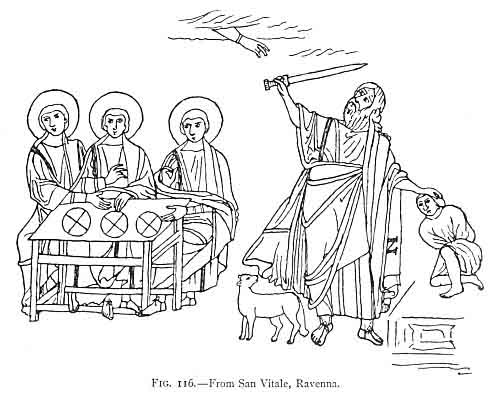 N
FIG. 116.—From San Vitale, Ravenna.